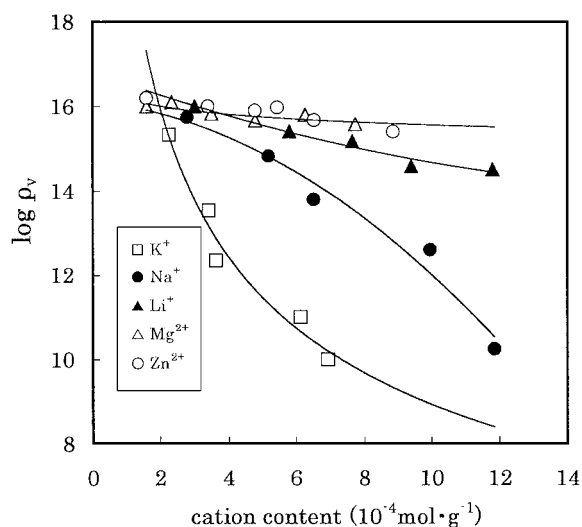 18
16
14
12
10
8
log ρᵥ
K⁺
Na⁺
Li⁺
Mg²⁺
Zn²⁺
0 2 4 6 8 10 12 14
cation content (10⁻⁴mol·g⁻¹)